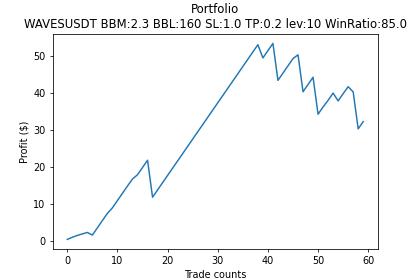 Portfolio
WAVESUSDT BBM:2.3 BBL:160 SL:1.0 TP:0.2 lev:10 WinRatio:85.0
50
40
30
20
10
0
Profit ($)
0 10 20 30 40 50 60
Trade counts